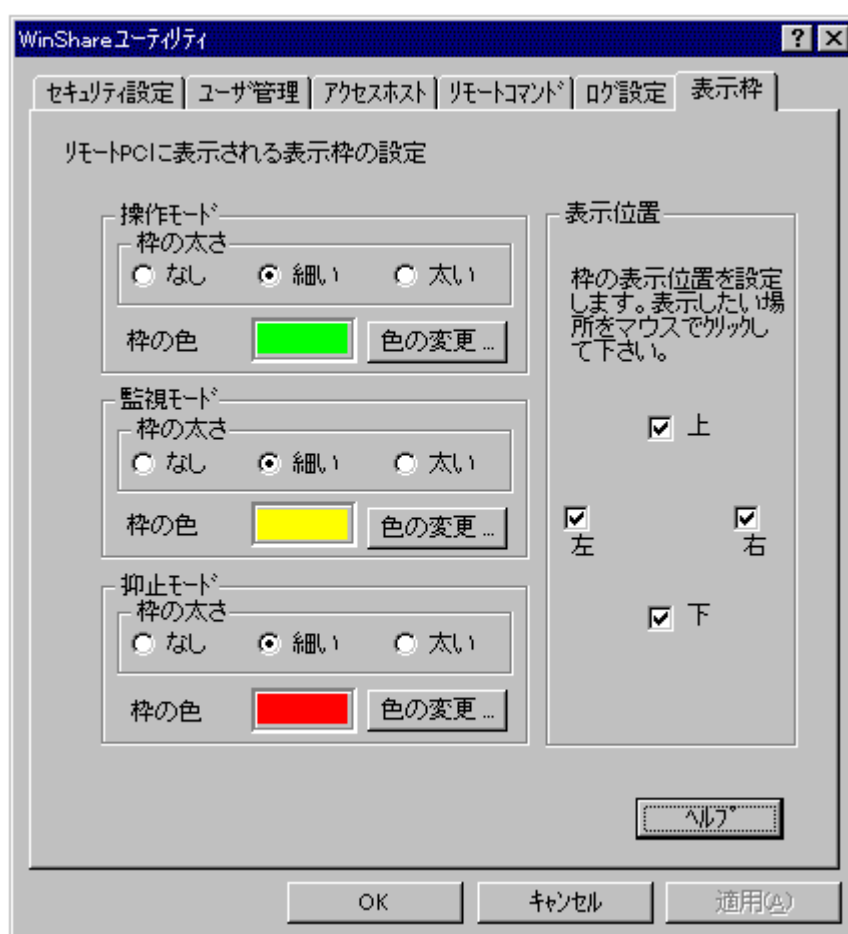 WinShareユーティリティ
セキュリティ設定 ユーザ管理 アクセスホスト リモートコマンド ログ設定 表示枠
リモートPCに表示される表示枠の設定
操作モード
枠の太さ
なし 細い 太い
枠の色 色の変更 ...
監視モード
枠の太さ
なし 細い 太い
枠の色 色の変更 ...
抑止モード
枠の太さ
なし 細い 太い
枠の色 色の変更 ...
表示位置
枠の表示位置を設定
します。表示したい場
所をマウスでクリックし
て下さい。
上
左 右
下
ヘルプ
OK キャンセル 適用(A)